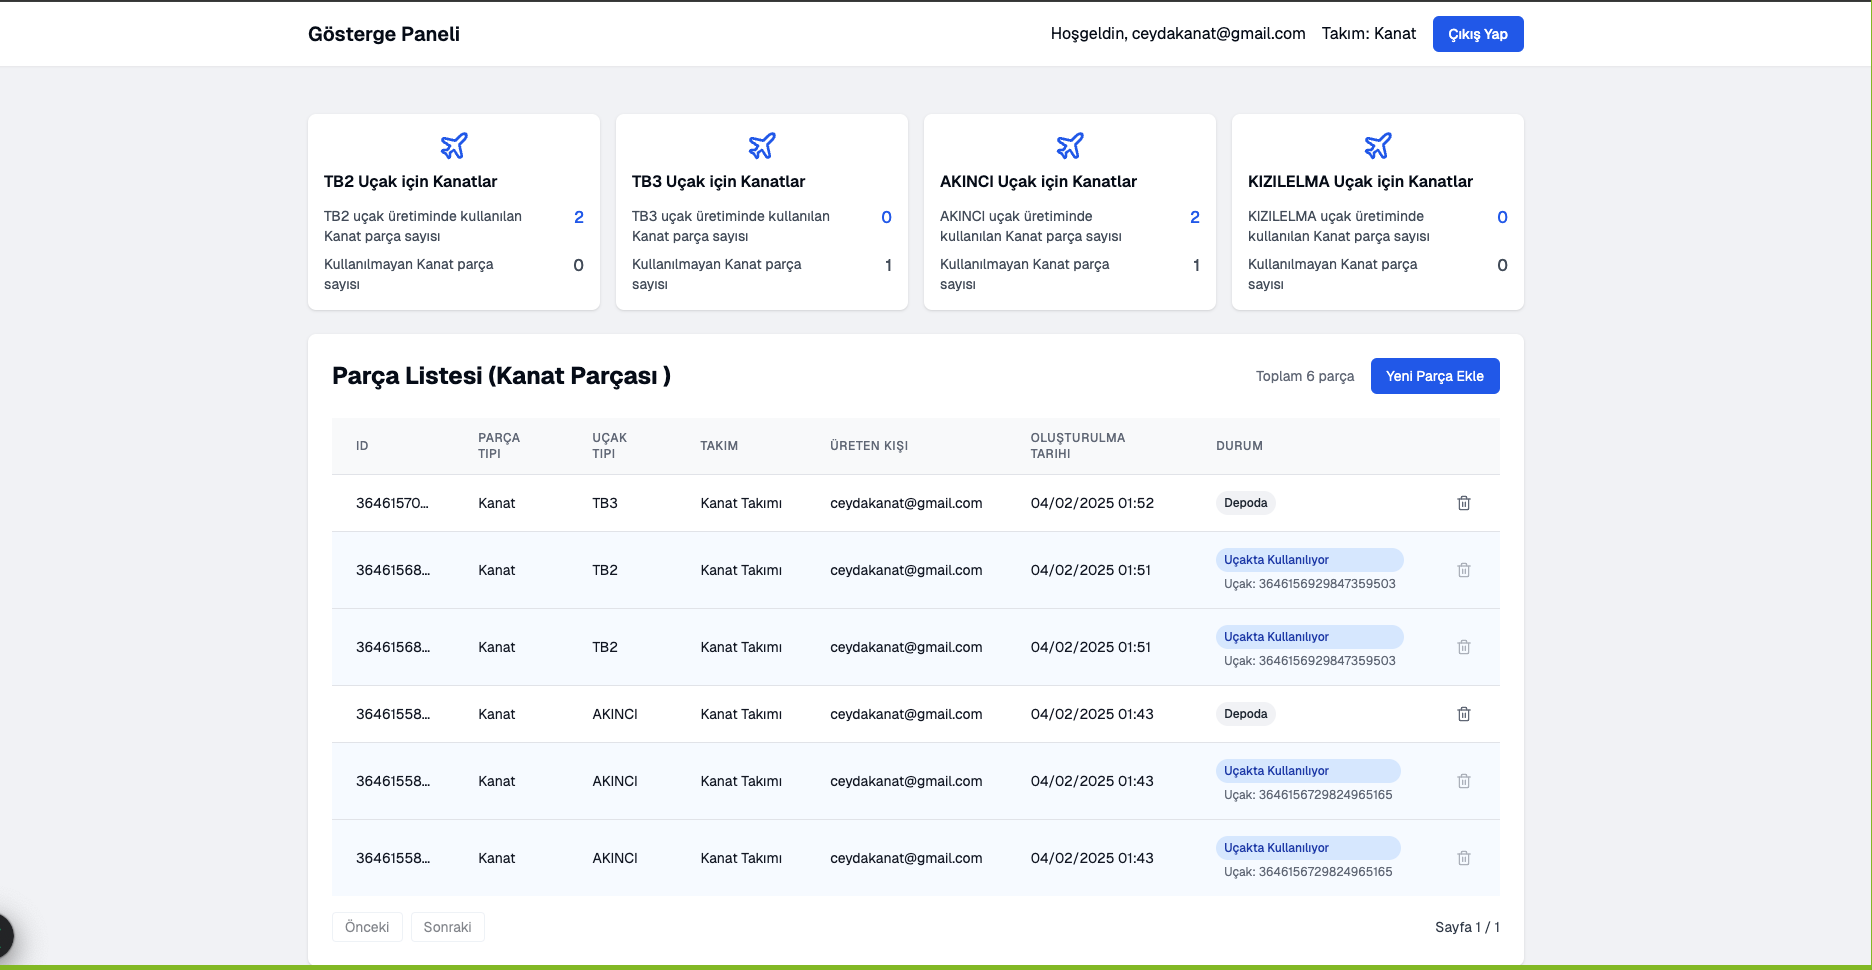 Gösterge Paneli
Hoşgeldin, ceydakanat@gmail.com Takım: Kanat Çıkış Yap
TB2 Uçak için Kanatlar
TB2 uçak üretiminde kullanılan 2
Kanat parça sayısı
Kullanılmayan Kanat parça 0
sayısı
TB3 Uçak için Kanatlar
TB3 uçak üretiminde kullanılan 0
Kanat parça sayısı
Kullanılmayan Kanat parça 1
sayısı
AKINCI Uçak için Kanatlar
AKINCI uçak üretiminde 2
kullanılan Kanat parça sayısı
Kullanılmayan Kanat parça 1
sayısı
KIZILELMA Uçak için Kanatlar
KIZILELMA uçak üretiminde 0
kullanılan Kanat parça sayısı
Kullanılmayan Kanat parça 0
sayısı
Parça Listesi (Kanat Parçası )
Toplam 6 parça Yeni Parça Ekle
ID PARÇA TIPI UÇAK TIPI TAKIM ÜRETEN KIŞI OLUŞTURULMA TARIHI DURUM
36461570... Kanat TB3 Kanat Takımı ceydakanat@gmail.com 04/02/2025 01:52 Depoda
36461568... Kanat TB2 Kanat Takımı ceydakanat@gmail.com 04/02/2025 01:51 Uçakta Kullanılıyor
Uçak: 3646156929847359503
36461568... Kanat TB2 Kanat Takımı ceydakanat@gmail.com 04/02/2025 01:51 Uçakta Kullanılıyor
Uçak: 3646156929847359503
36461558... Kanat AKINCI Kanat Takımı ceydakanat@gmail.com 04/02/2025 01:43 Depoda
36461558... Kanat AKINCI Kanat Takımı ceydakanat@gmail.com 04/02/2025 01:43 Uçakta Kullanılıyor
Uçak: 3646156729824965165
36461558... Kanat AKINCI Kanat Takımı ceydakanat@gmail.com 04/02/2025 01:43 Uçakta Kullanılıyor
Uçak: 3646156729824965165
Önceki Sonraki Sayfa 1 / 1